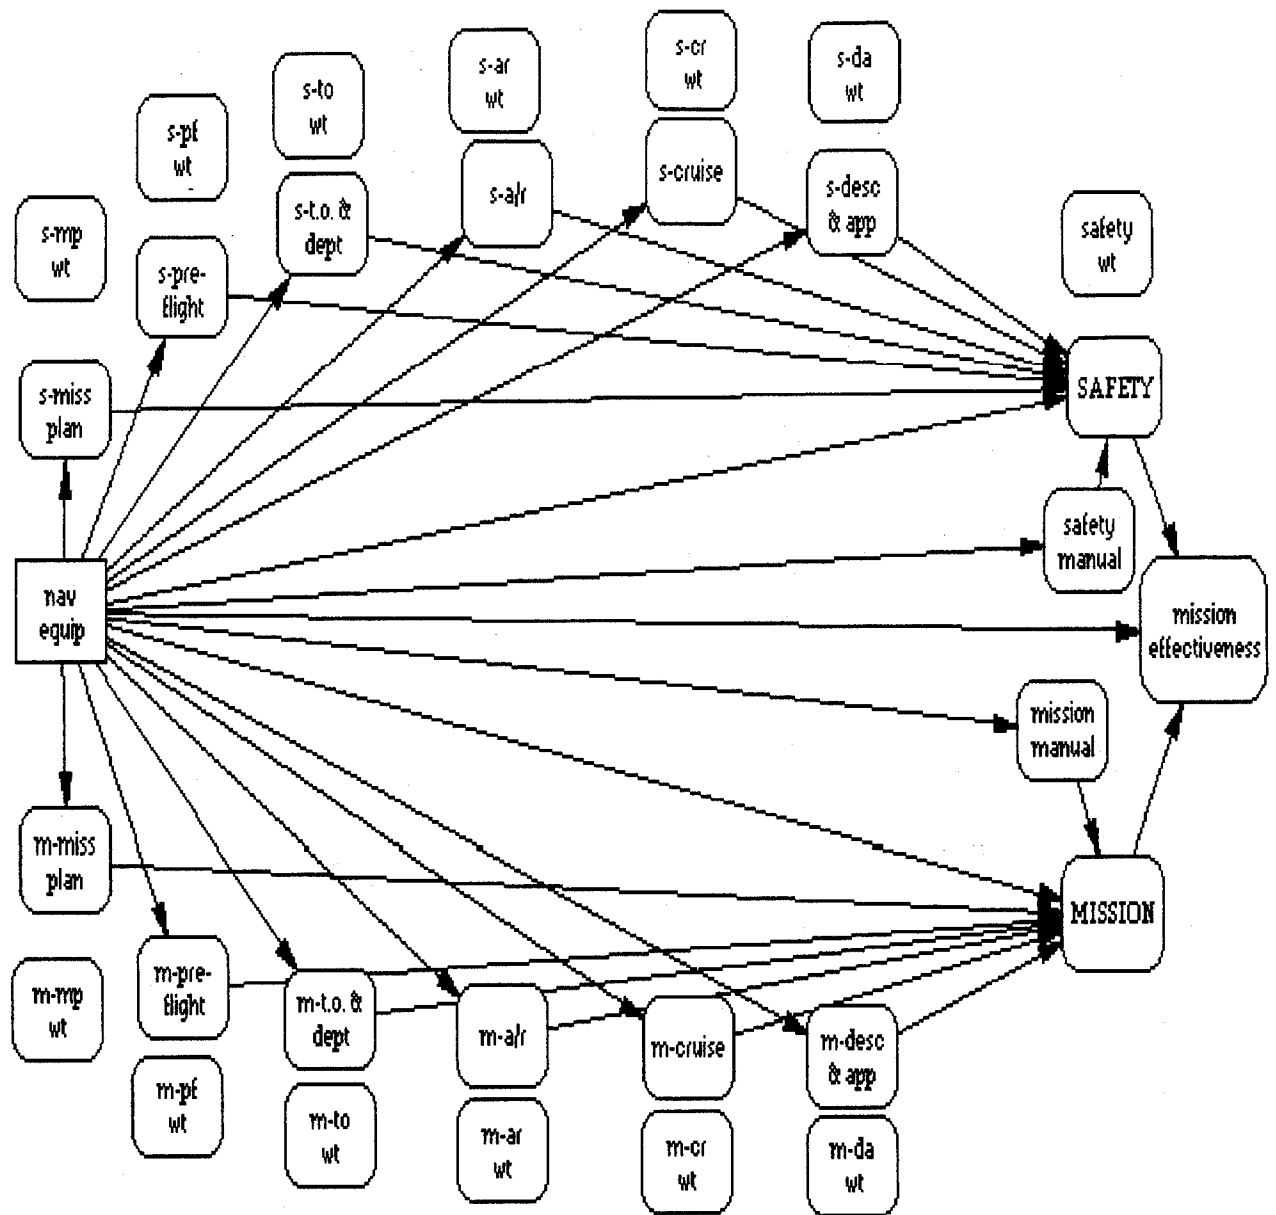 s-cr
wt
s-da
wt
s-ar
wt
s-to
wt
s-pf
wt
s-mp
wt
s-cruise
s-desc
& app
s-a/r
s-t.o. &
dept
s-pre-
flight
s-miss
plan
safety
wt
SAFETY
safety
manual
nav
equip
mission
effectiveness
mission
manual
MISSION
m-miss
plan
m-pre-
flight
m-t.o. &
dept
m-a/r
m-cruise
m-desc
& app
m-mp
wt
m-pf
wt
m-to
wt
m-ar
wt
m-cr
wt
m-da
wt